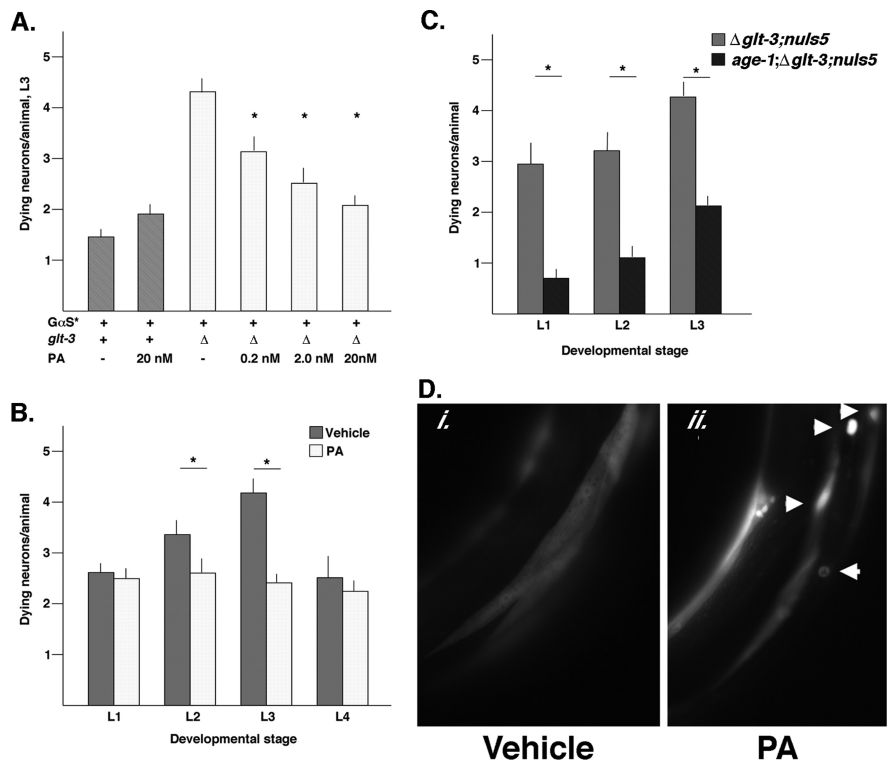 A.
Dying neurons/animal, L3
5
4
3
2
1
* * *
GαS* + + + + + +
glt-3 + + Δ Δ Δ Δ
PA - 20 nM - 0.2 nM 2.0 nM 20nM
B.
Dying neurons/animal
5
4
3
2
1
Vehicle
PA
* *
L1 L2 L3 L4
Developmental stage
C.
Dying neurons/animal
5
4
3
2
1
Δglt-3;nuIs5
age-1;Δglt-3;nuIs5
* * *
L1 L2 L3
Developmental stage
D.
i. ii.
Vehicle PA